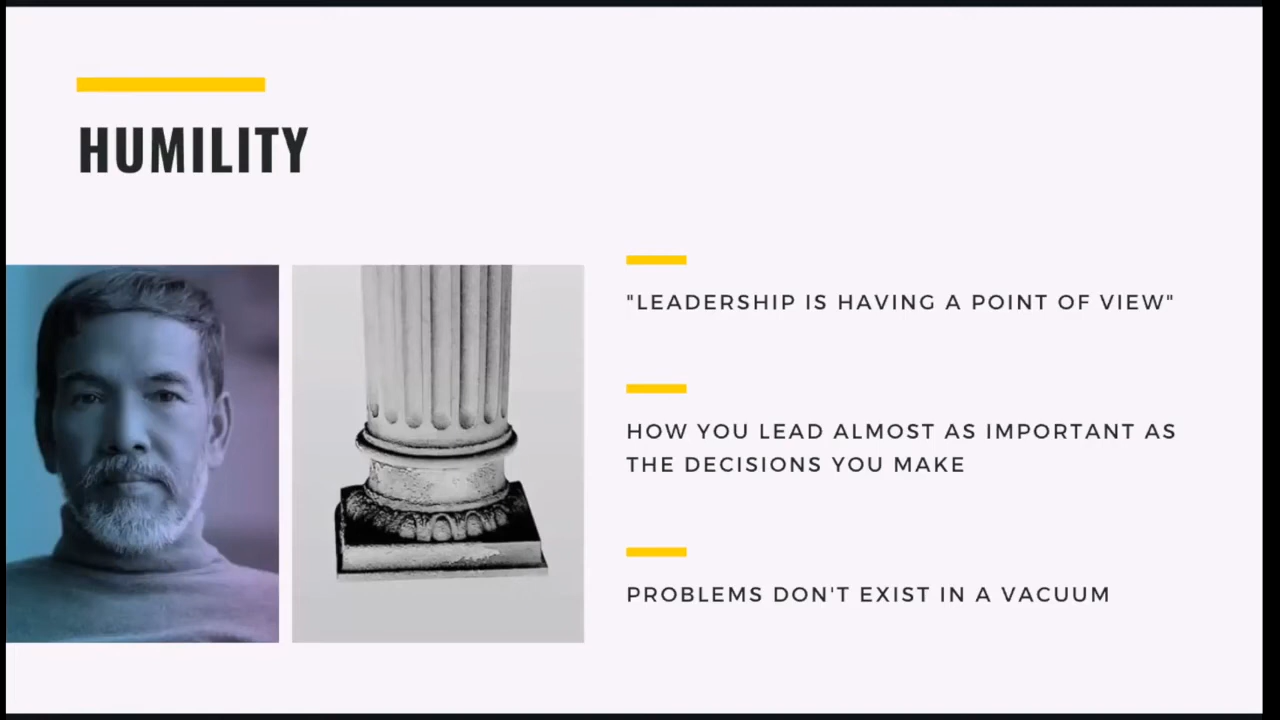 HUMILITY
"LEADERSHIP IS HAVING A POINT OF VIEW"
HOW YOU LEAD ALMOST AS IMPORTANT AS
THE DECISIONS YOU MAKE
PROBLEMS DON'T EXIST IN A VACUUM